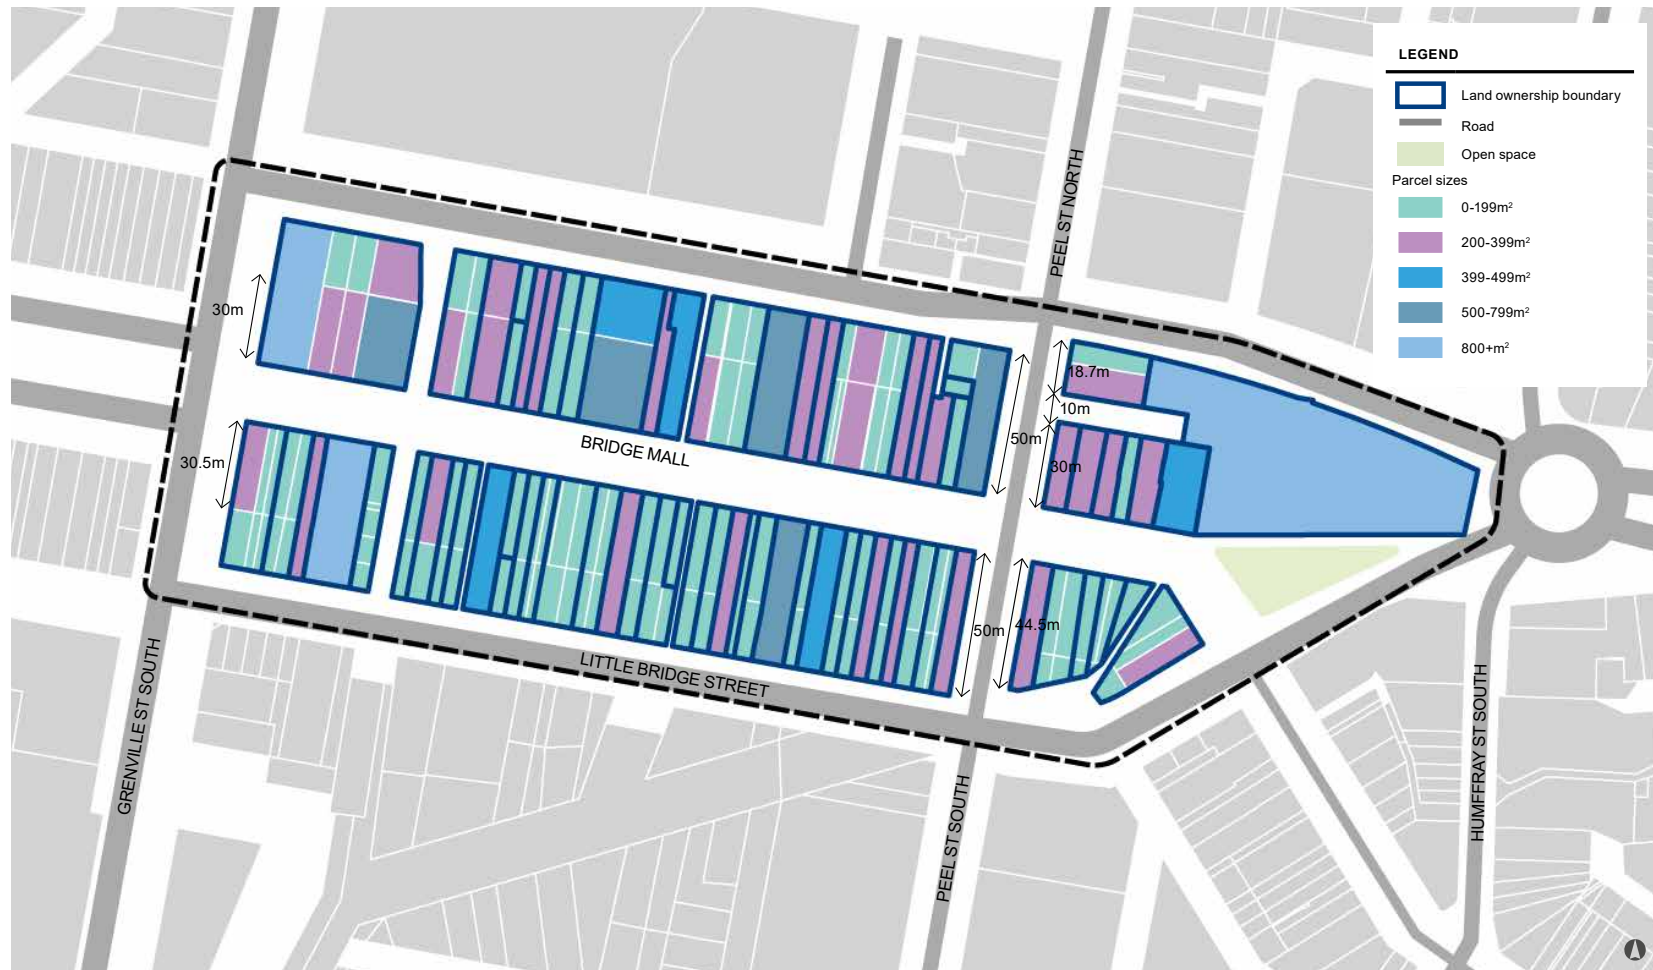 LEGEND
Land ownership boundary
Road
Open space
Parcel sizes
0-199m²
200-399m²
399-499m²
500-799m²
800+m²
PEEL ST NORTH
30m
18.7m
10m
50m
30m
BRIDGE MALL
30.5m
50m
44.5m
LITTLE BRIDGE STREET
GRENVILLE ST SOUTH
PEEL ST SOUTH
HUMFFRAY ST SOUTH